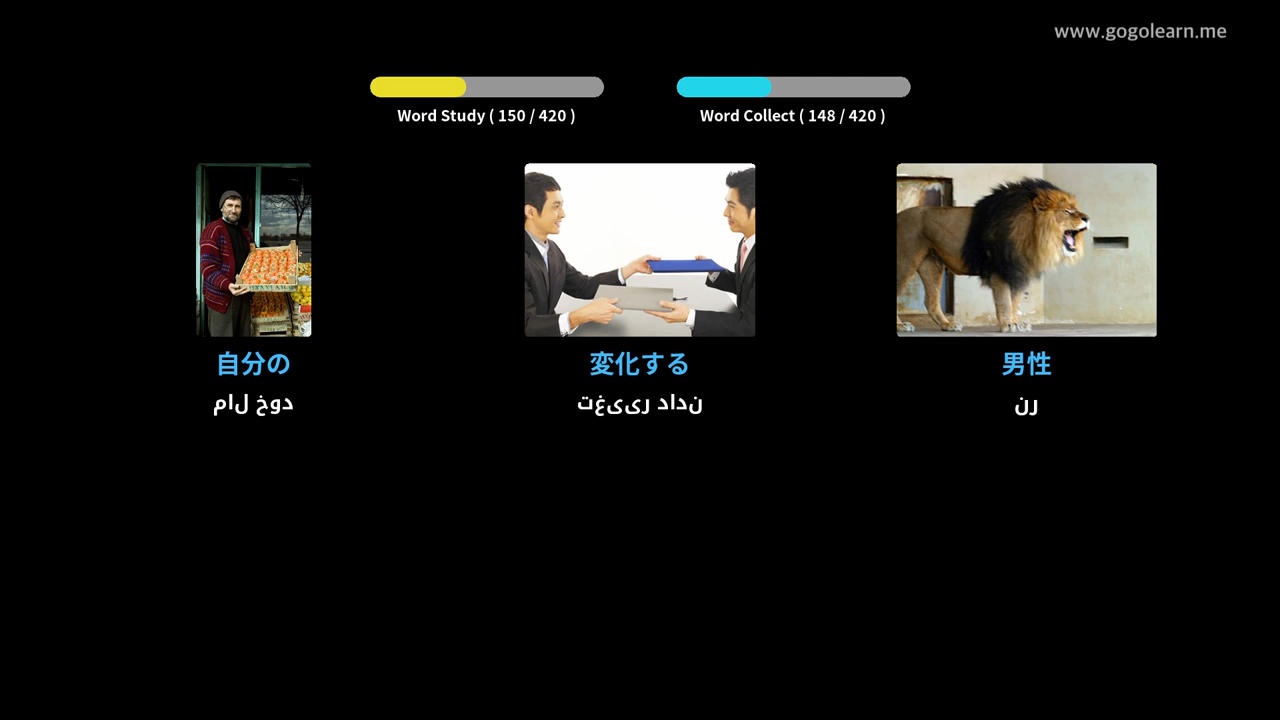 www.gogolearn.me
Word Study ( 150 / 420 )
Word Collect ( 148 / 420 )
自分の
دوخ لام
変化する
نداد رییغت
男性
رن